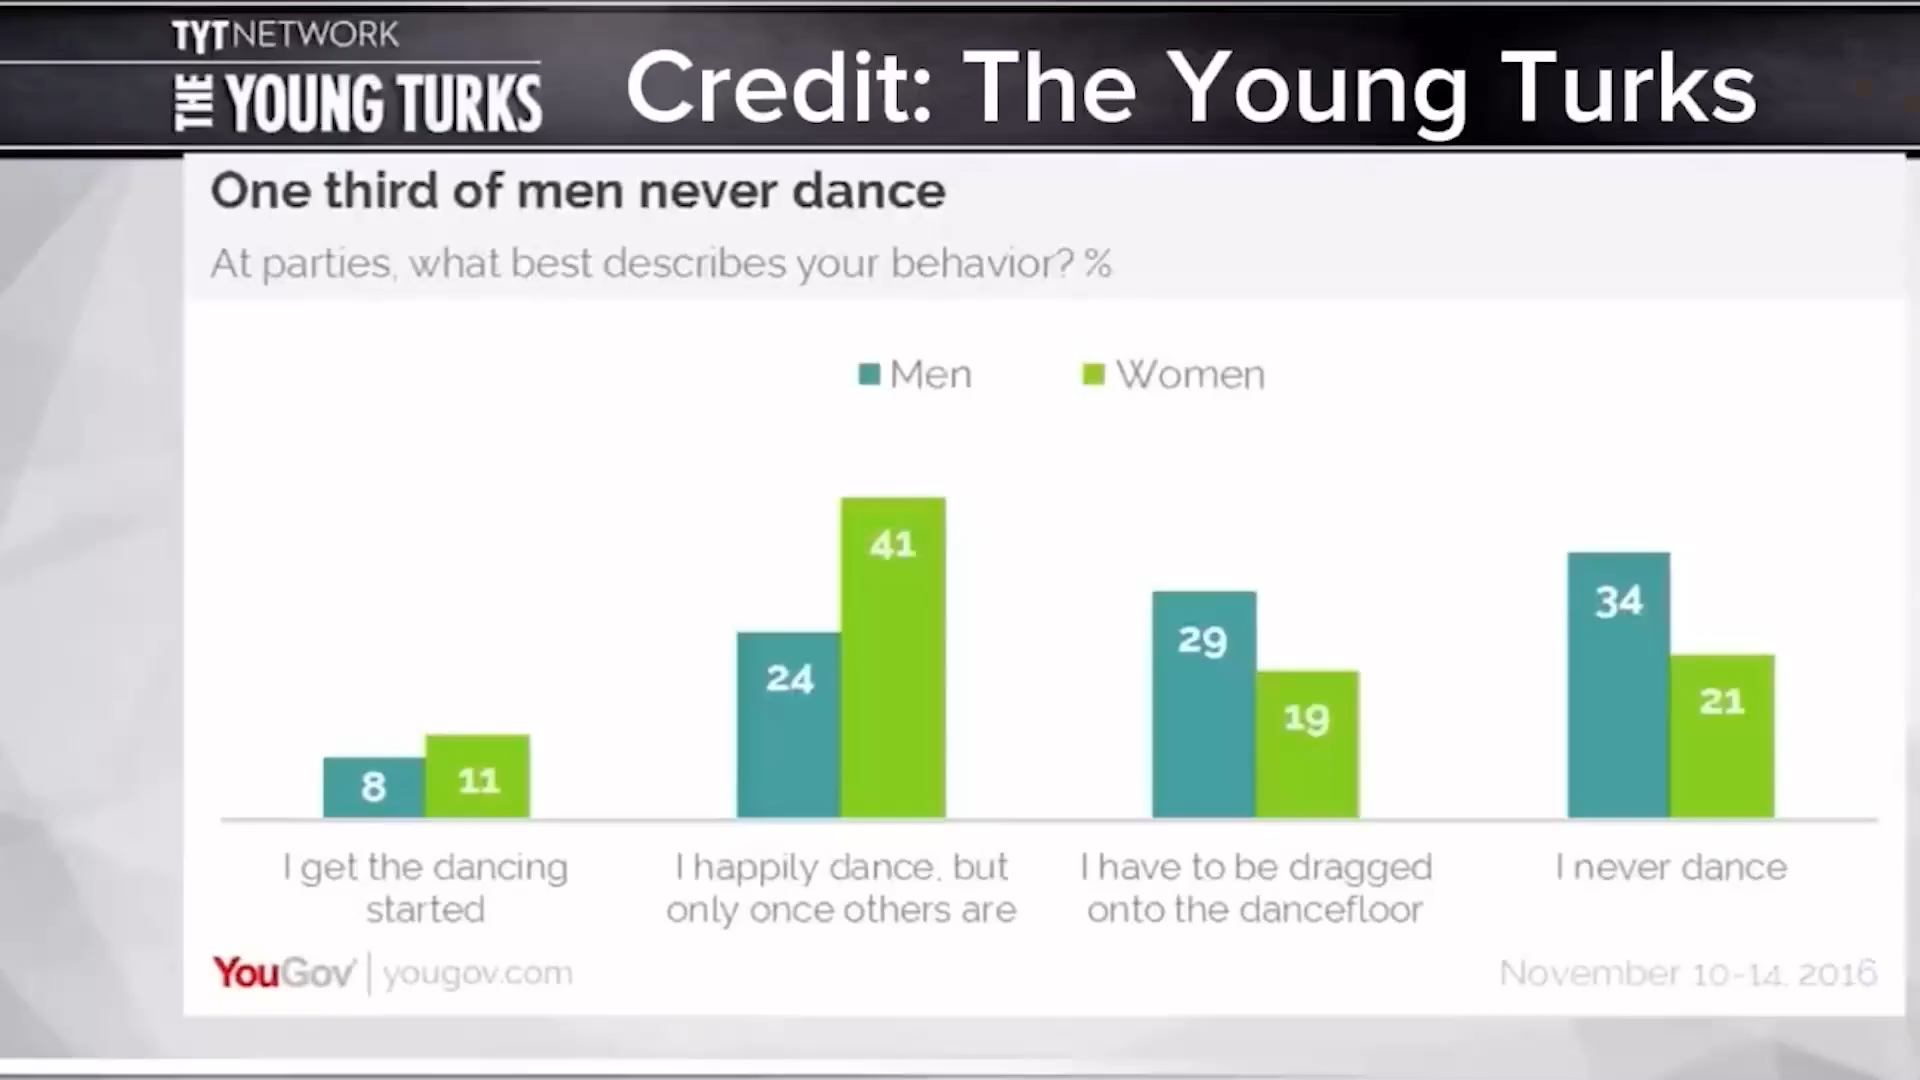 TYT NETWORK
THE YOUNG TURKS
Credit: The Young Turks
One third of men never dance
At parties, what best describes your behavior? %
Men
Women
8
11
24
41
29
19
34
21
I get the dancing
started
I happily dance, but
only once others are
I have to be dragged
onto the dancefloor
I never dance
YouGov | yougov.com
November 10-14, 2016